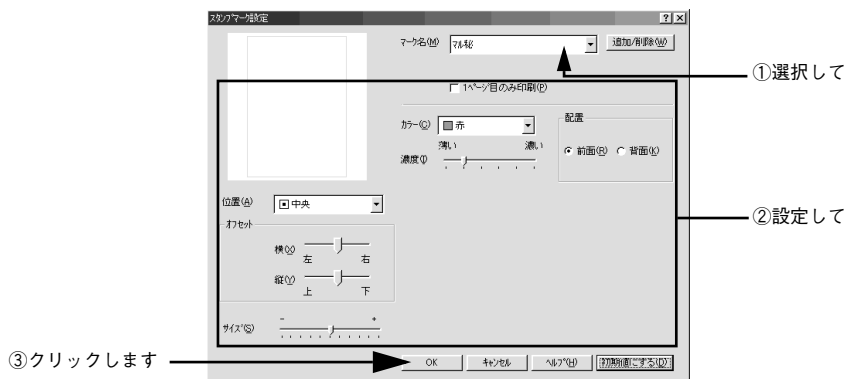 スタンプマーク設定
マーク名(M) マル秘 追加/削除(W)
①選択して
1ページ目のみ印刷(P)
カラー(C) 赤
配置
薄い 濃い
前面(R) 背面(K)
濃度(I)
位置(A) 中央
②設定して
オフセット
横(X)
左 右
縦(Y)
上 下
- +
サイズ(S)
③クリックします
OK キャンセル ヘルプ(H) 初期値にする(D)